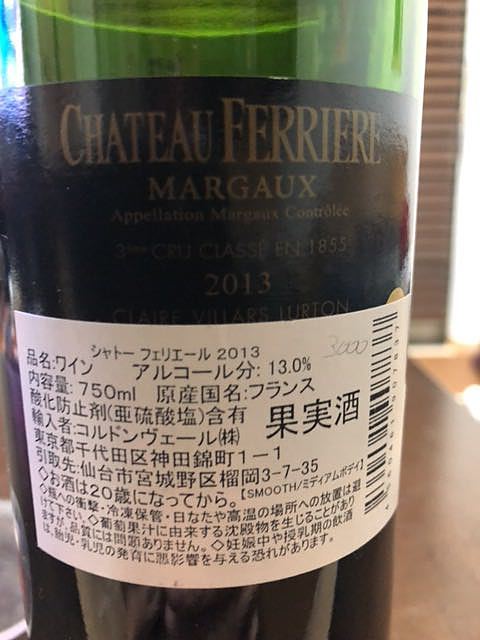 CHATEAU FERRIERE
MARGAUX
Appellation Margaux Contrôlée
3ème CRU CLASSÉ EN 1855
2013
CLAIRE VILLARS LURTON
シャトー フェリエール 2013
3000
品名:ワイン アルコール分: 13.0%
内容量: 750ml 原産国名:フランス
酸化防止剤(亜硫酸塩)含有 果実酒
輸入者:コルドンヴェール(株)
東京都千代田区神田錦町1-1
引取先:仙台市宮城野区榴岡3-7-35
◇お酒は20歳になってから。【SMOOTH/ミディアムボディ】
◇瓶への衝撃・冷凍保管・日なたや高温の場所への放置は避
けて下さい。◇葡萄果汁に由来する沈殿物を生じることがあり
ますが、品質には問題ありません。◇妊娠中や授乳期の飲酒
は、胎児・乳児の発育に悪影響を与える恐れがあります。